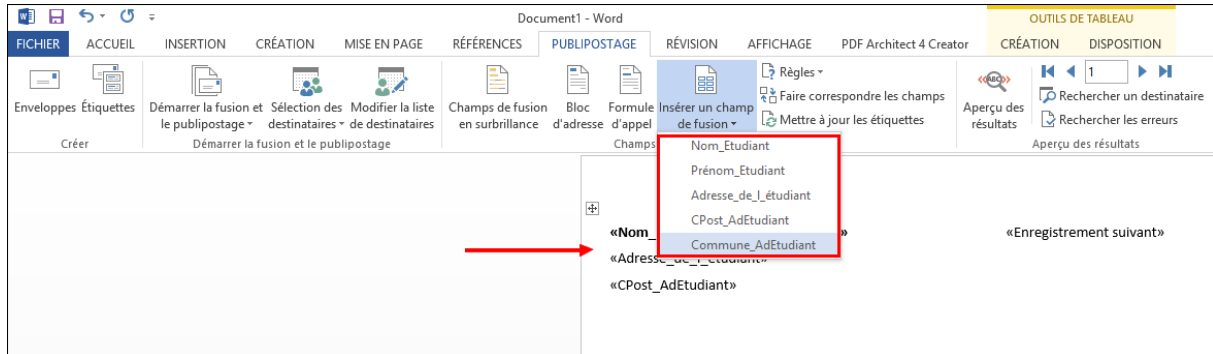 Document1 - Word
OUTILS DE TABLEAU
FICHIER ACCUEIL INSERTION CRÉATION MISE EN PAGE RÉFÉRENCES PUBLIPOSTAGE RÉVISION AFFICHAGE PDF Architect 4 Creator CRÉATION DISPOSITION
Enveloppes Étiquettes
Démarrer la fusion et le publipostage
Sélection des destinataires
Modifier la liste de destinataires
Champs de fusion en surbrillance
Bloc d'adresse
Formule d'appel
Insérer un champ de fusion
Règles
Faire correspondre les champs
Mettre à jour les étiquettes
«ABC»
Aperçu des résultats
1
Rechercher un destinataire
Rechercher les erreurs
Créer
Démarrer la fusion et le publipostage
Champs
Aperçu des résultats
Nom_Etudiant
Prénom_Etudiant
Adresse_de_l_étudiant
CPost_AdEtudiant
Commune_AdEtudiant
«Nom_ » «Enregistrement suivant»
«Adresse_de_l_étudiant»
«CPost_AdEtudiant»